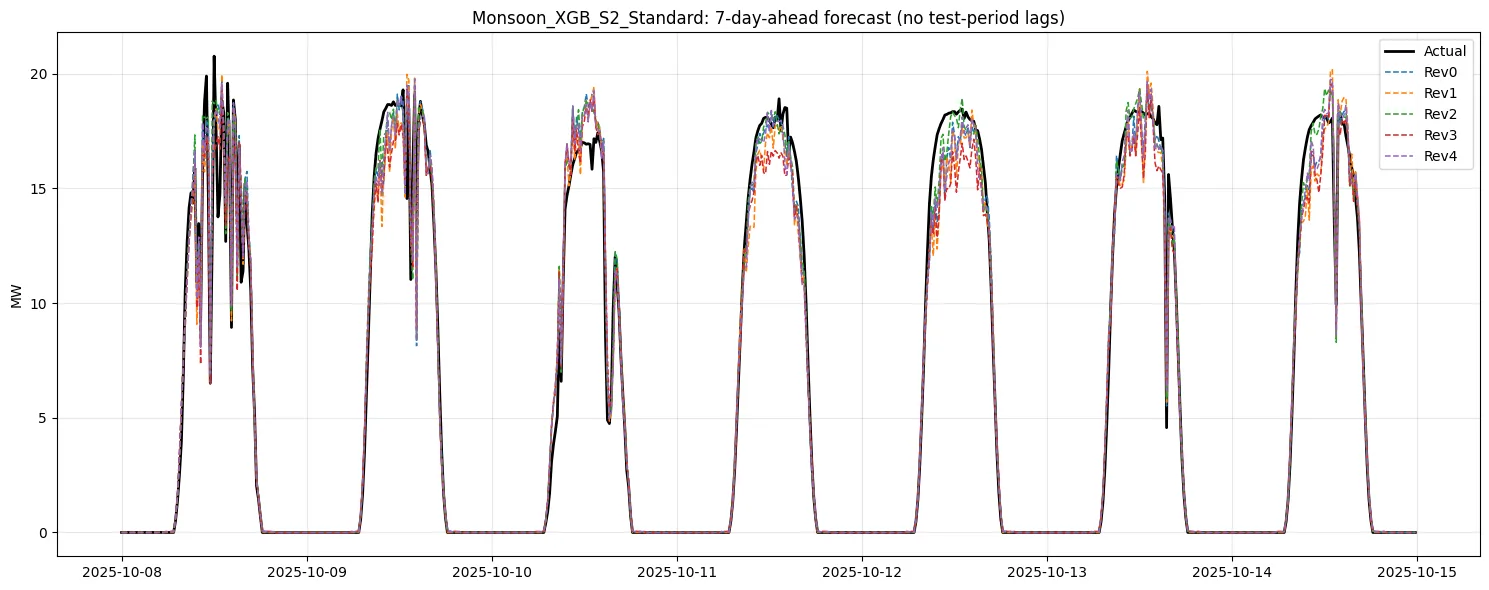 Monsoon_XGB_S2_Standard: 7-day-ahead forecast (no test-period lags)
Actual
Rev0
Rev1
Rev2
Rev3
Rev4
MW
20
15
10
5
0
2025-10-08
2025-10-09
2025-10-10
2025-10-11
2025-10-12
2025-10-13
2025-10-14
2025-10-15